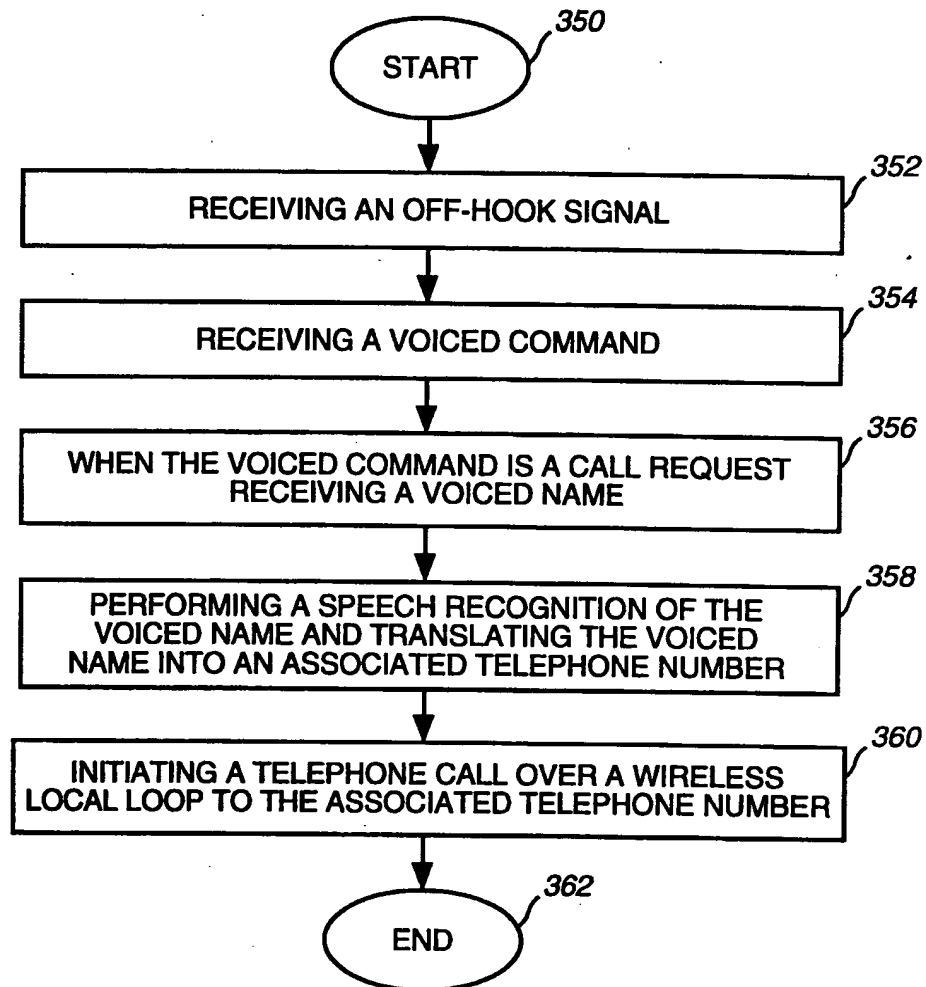 350
START
352
RECEIVING AN OFF-HOOK SIGNAL
354
RECEIVING A VOICED COMMAND
356
WHEN THE VOICED COMMAND IS A CALL REQUEST
RECEIVING A VOICED NAME
358
PERFORMING A SPEECH RECOGNITION OF THE
VOICED NAME AND TRANSLATING THE VOICED
NAME INTO AN ASSOCIATED TELEPHONE NUMBER
360
INITIATING A TELEPHONE CALL OVER A WIRELESS
LOCAL LOOP TO THE ASSOCIATED TELEPHONE NUMBER
362
END